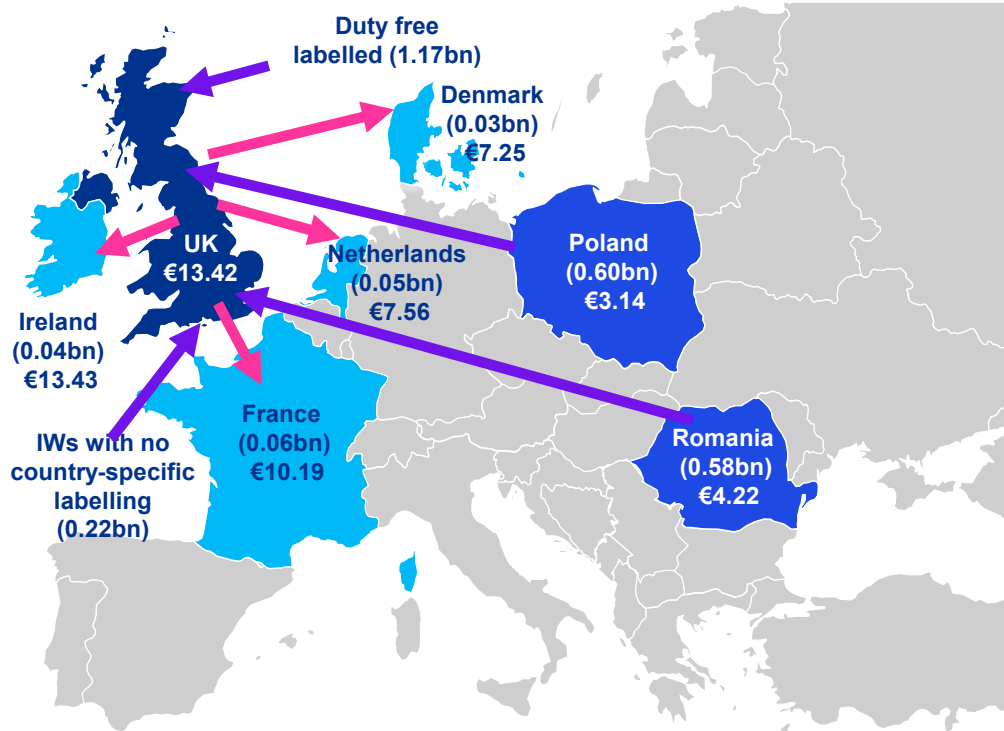 Duty free
labelled (1.17bn)
Denmark
(0.03bn)
€7.25
UK
€13.42
Netherlands
(0.05bn)
€7.56
Poland
(0.60bn)
€3.14
Ireland
(0.04bn)
€13.43
France
(0.06bn)
€10.19
Romania
(0.58bn)
€4.22
IWs with no
country-specific
labelling
(0.22bn)